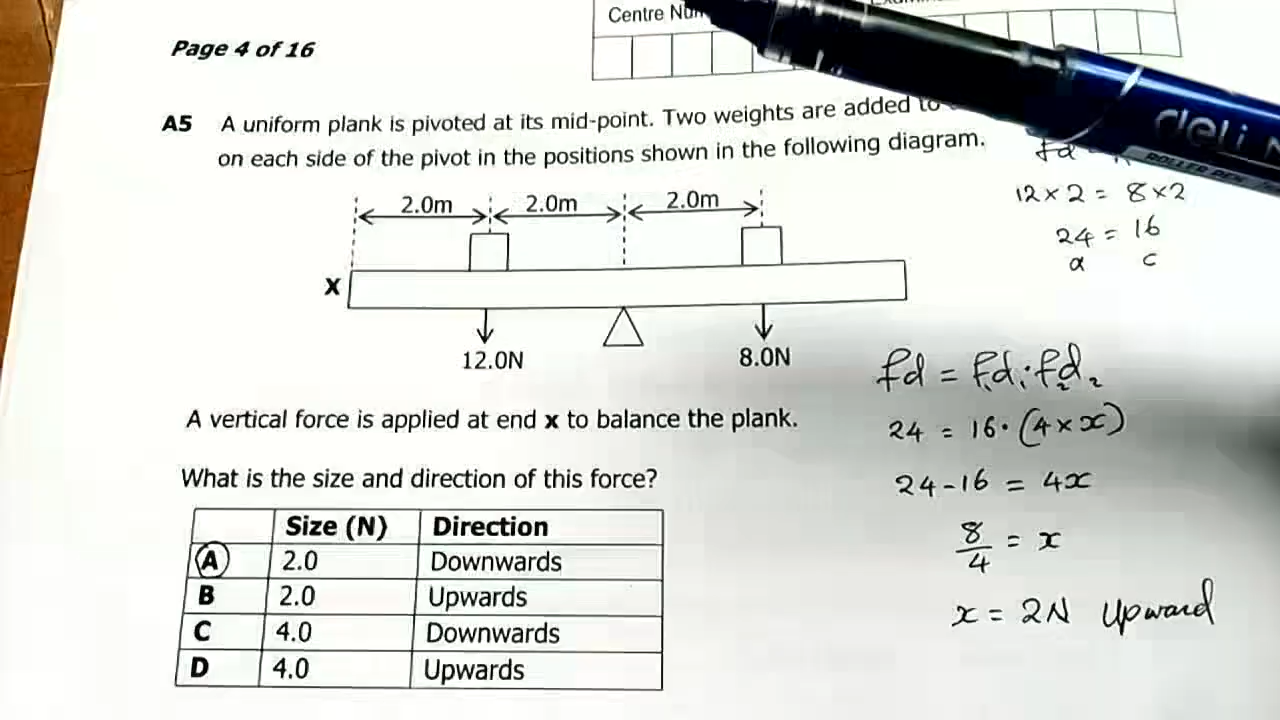 Centre
Page 4 of 16
A5 A uniform plank is pivoted at its mid-point. Two weights are added to
on each side of the pivot in the positions shown in the following diagram.
2.0m 2.0m 2.0m
X
12.0N 8.0N
A vertical force is applied at end x to balance the plank.
What is the size and direction of this force?
Size (N) Direction
A 2.0 Downwards
B 2.0 Upwards
C 4.0 Downwards
D 4.0 Upwards
deli
ROLLER PEN
12 × 2 = 8 × 2
24 = 16
a c
fd = f₁d₁ · f₂d₂
24 = 16 · (4 × x)
24 - 16 = 4x
8/4 = x
x = 2N Upward